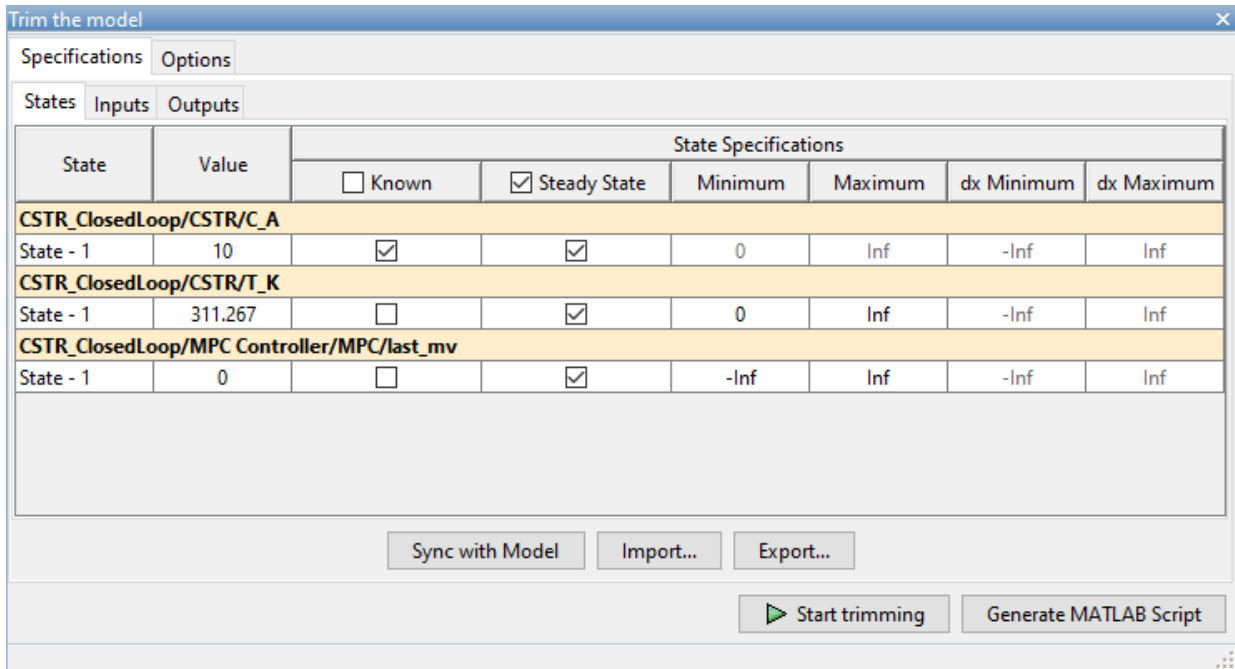 Trim the model
Specifications Options
States Inputs Outputs
State Value State Specifications
Known Steady State Minimum Maximum dx Minimum dx Maximum
CSTR_ClosedLoop/CSTR/C_A
State - 1 10 0 Inf -Inf Inf
CSTR_ClosedLoop/CSTR/T_K
State - 1 311.267 0 Inf -Inf Inf
CSTR_ClosedLoop/MPC Controller/MPC/last_mv
State - 1 0 -Inf Inf -Inf Inf
Sync with Model Import... Export...
Start trimming Generate MATLAB Script